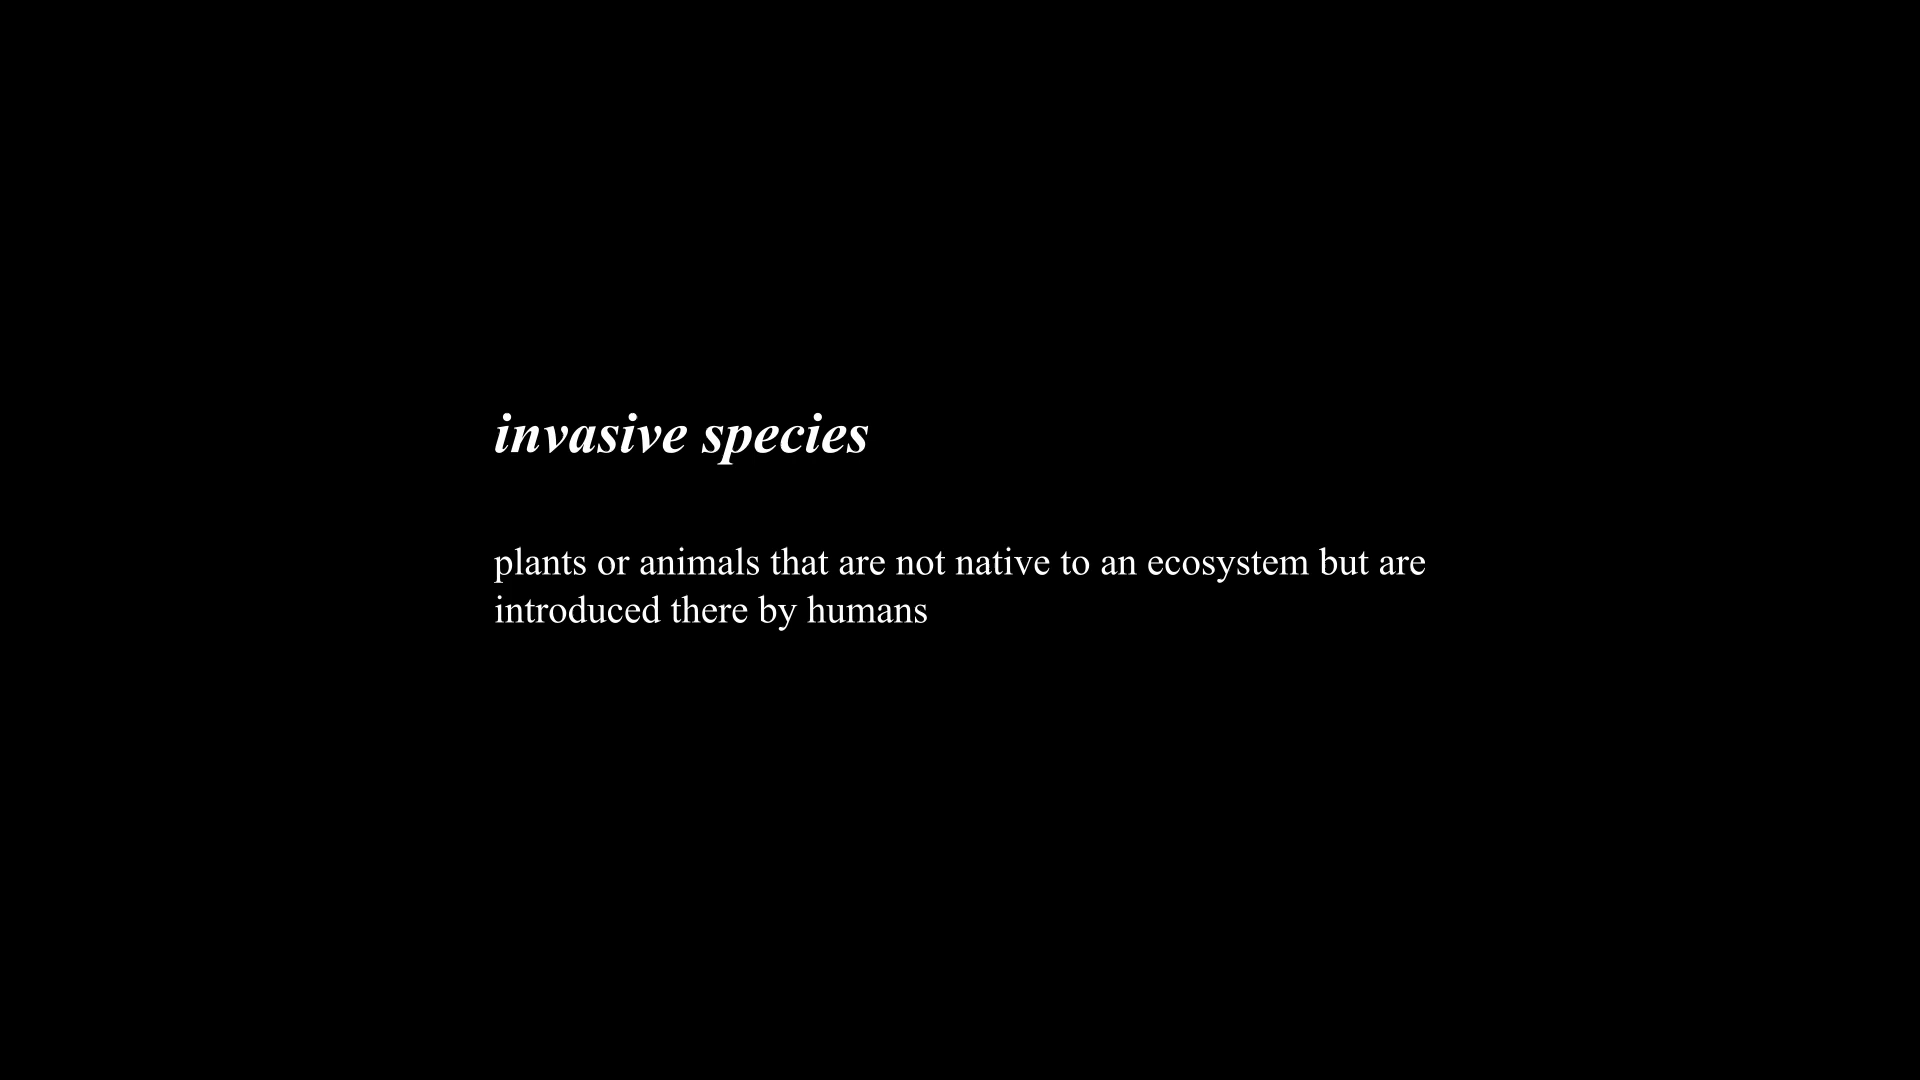 invasive species
plants or animals that are not native to an ecosystem but are
introduced there by humans